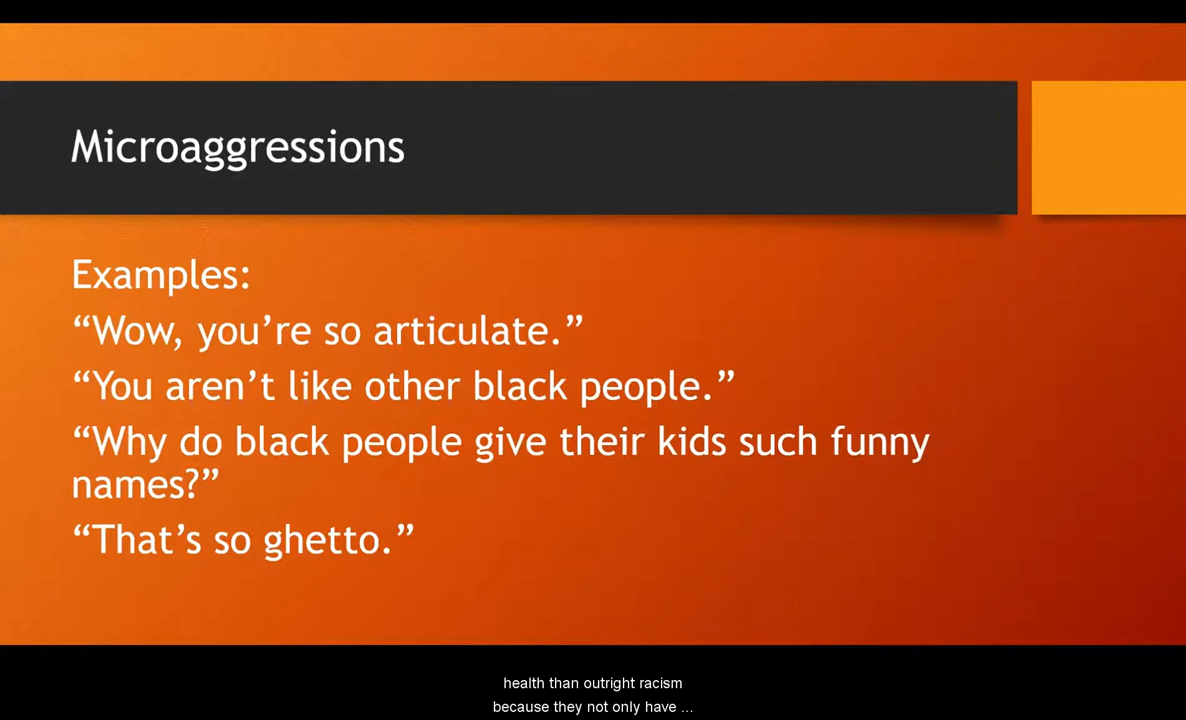 Microaggressions
Examples:
“Wow, you’re so articulate.”
“You aren’t like other black people.”
“Why do black people give their kids such funny
names?”
“That’s so ghetto.”
health than outright racism
because they not only have ...